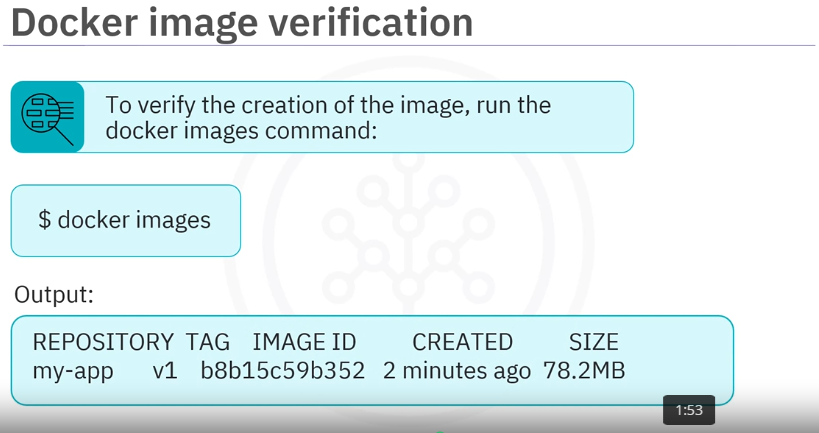 Docker image verification
To verify the creation of the image, run the
docker images command:
$ docker images
Output:
REPOSITORY TAG IMAGE ID CREATED SIZE
my-app v1 b8b15c59b352 2 minutes ago 78.2MB
1:53